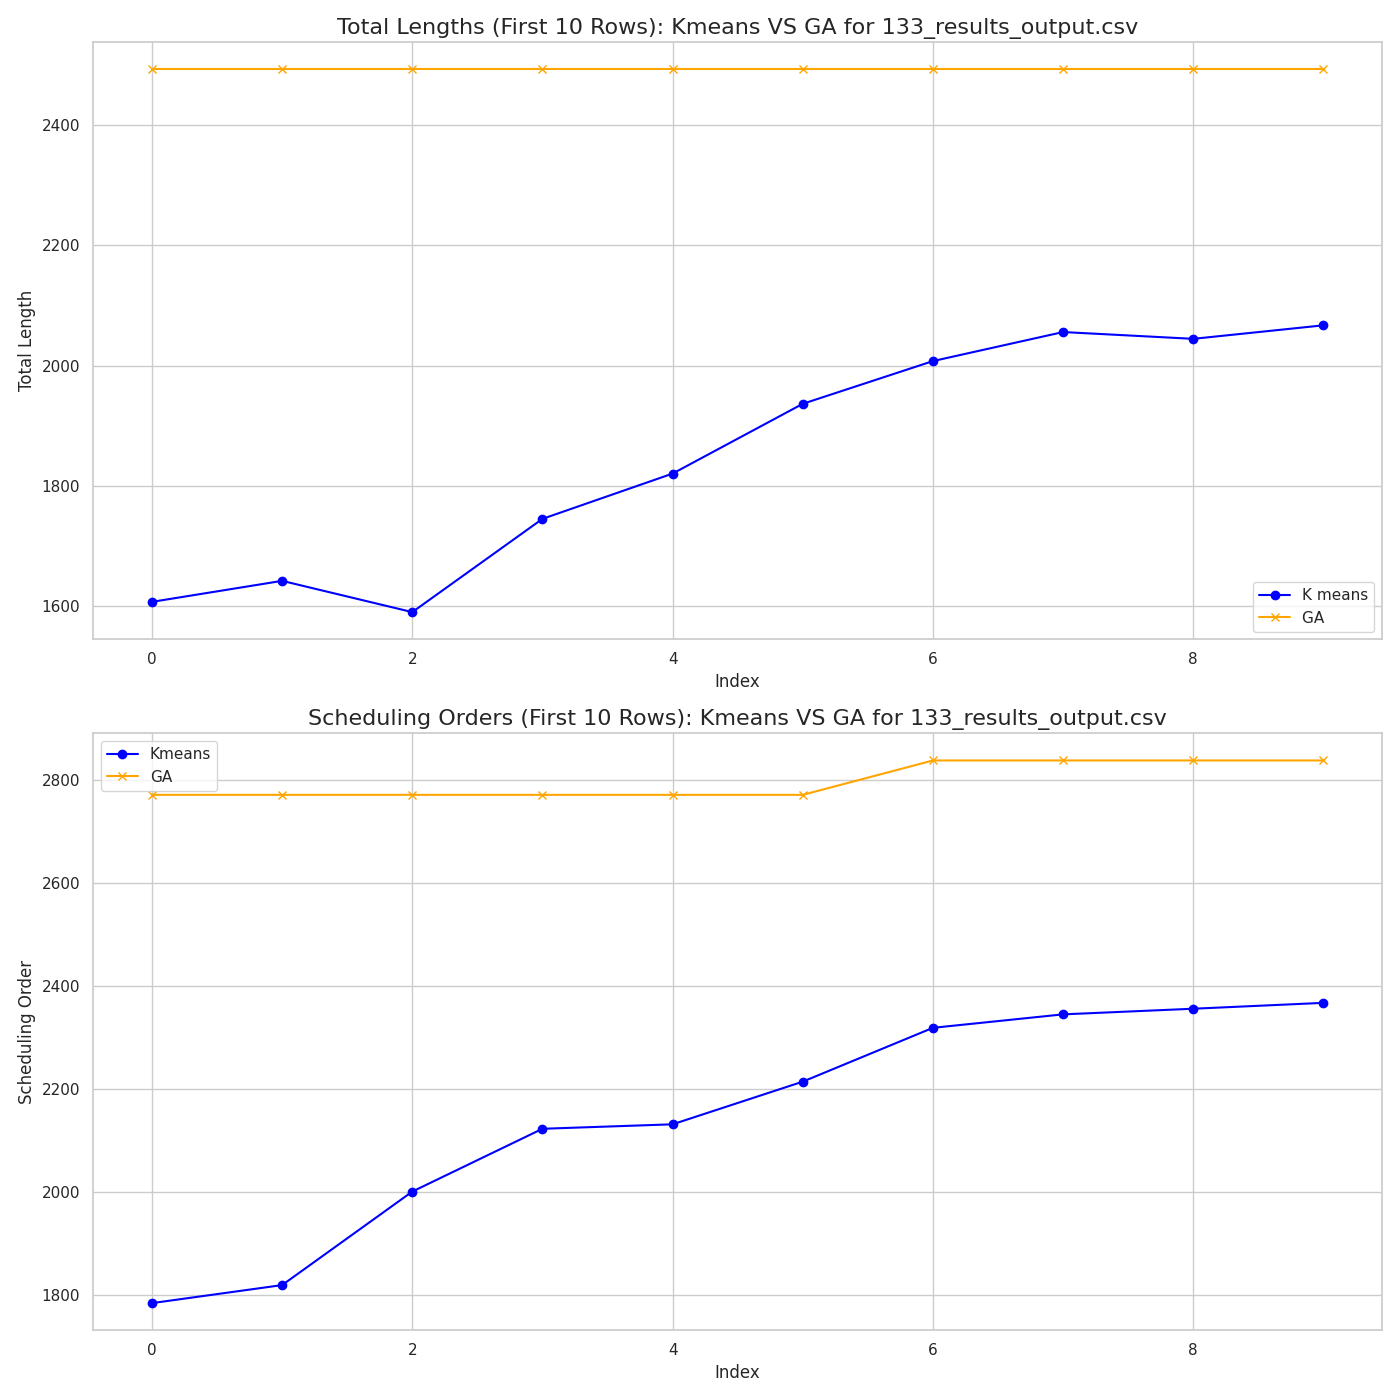 Total Lengths (First 10 Rows): Kmeans VS GA for 133_results_output.csv
2400
2200
2000
1800
1600
Total Length
K means
GA
0 2 4 6 8
Index
Scheduling Orders (First 10 Rows): Kmeans VS GA for 133_results_output.csv
Kmeans
GA
2800
2600
2400
2200
2000
1800
Scheduling Order
0 2 4 6 8
Index